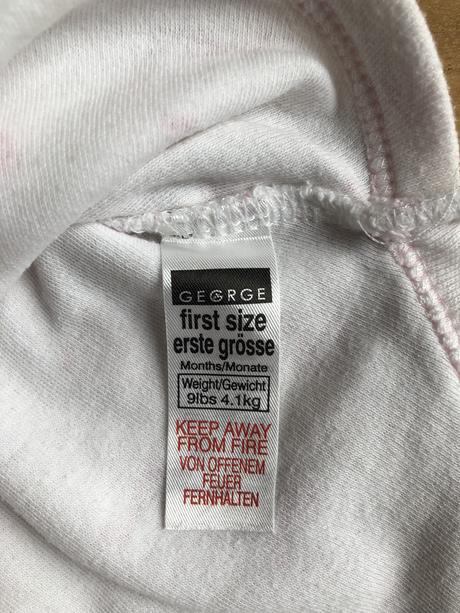 GEORGE
first size
erste grösse
Months/Monate
Weight/Gewicht
9lbs 4.1kg
KEEP AWAY
FROM FIRE
VON OFFENEM
FEUER
FERNHALTEN